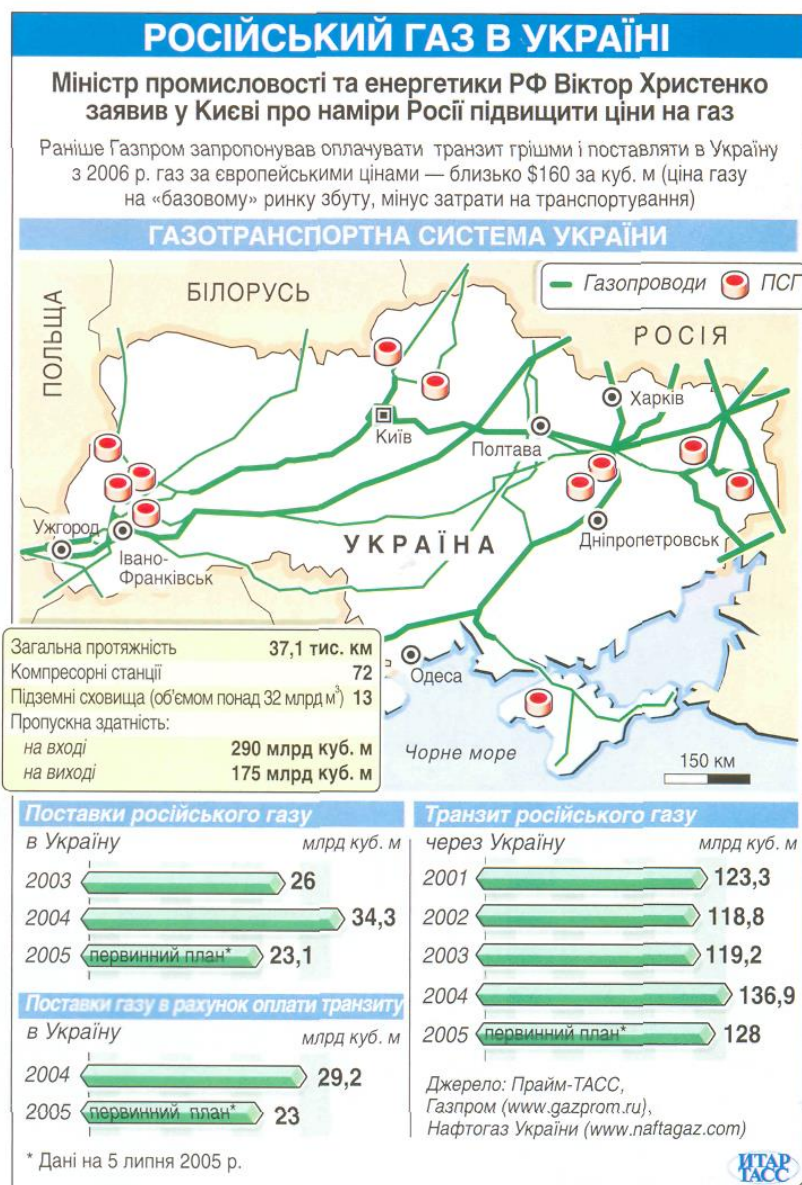 РОСІЙСЬКИЙ ГАЗ В УКРАЇНІ
Міністр промисловості та енергетики РФ Віктор Христенко
заявив у Києві про наміри Росії підвищити ціни на газ
Раніше Газпром запропонував оплачувати транзит грішми і поставляти в Україну
з 2006 р. газ за європейськими цінами — близько $160 за куб. м (ціна газу
на «базовому» ринку збуту, мінус затрати на транспортування)
ГАЗОТРАНСПОРТНА СИСТЕМА УКРАЇНИ
Газопроводи ПСГ
ПОЛЬЩА
БІЛОРУСЬ
РОСІЯ
Харків
Київ
Полтава
Ужгород
Івано-
Франківськ
УКРАЇНА
Дніпропетровськ
Одеса
Чорне море
150 км
Загальна протяжність 37,1 тис. км
Компресорні станції 72
Підземні сховища (об'ємом понад 32 млрд м³) 13
Пропускна здатність:
на вході 290 млрд куб. м
на виході 175 млрд куб. м
Поставки російського газу
в Україну млрд куб. м
2003 26
2004 34,3
2005 первинний план* 23,1
Поставки газу в рахунок оплати транзиту
в Україну млрд куб. м
2004 29,2
2005 первинний план* 23
* Дані на 5 липня 2005 р.
Транзит російського газу
через Україну млрд куб. м
2001 123,3
2002 118,8
2003 119,2
2004 136,9
2005 первинний план* 128
Джерело: Прайм-ТАСС,
Газпром (www.gazprom.ru),
Нафтогаз України (www.naftagaz.com)
ИТАР
ТАСС